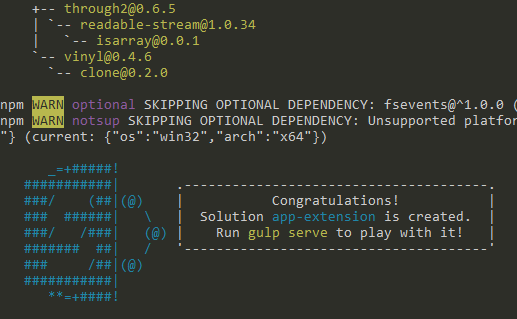 +-- through2@0.6.5
| `-- readable-stream@1.0.34
|   `-- isarray@0.0.1
`-- vinyl@0.4.6
  `-- clone@0.2.0
npm WARN optional SKIPPING OPTIONAL DEPENDENCY: fsevents@^1.0.0 (
npm WARN notsup SKIPPING OPTIONAL DEPENDENCY: Unsupported platfo
"} (current: {"os":"win32","arch":"x64"})
    _=+#####!
 ###########|      .--------------------------------------.
 ###/    (##|(@)    |           Congratulations!           |
 ###  ######|   \   |  Solution app-extension is created.  |
 ###/   /###|   (@) |    Run gulp serve to play with it!   |
 #######  ##|   /   '--------------------------------------'
 ###     /##|(@)
 ###########|
    **=+####!